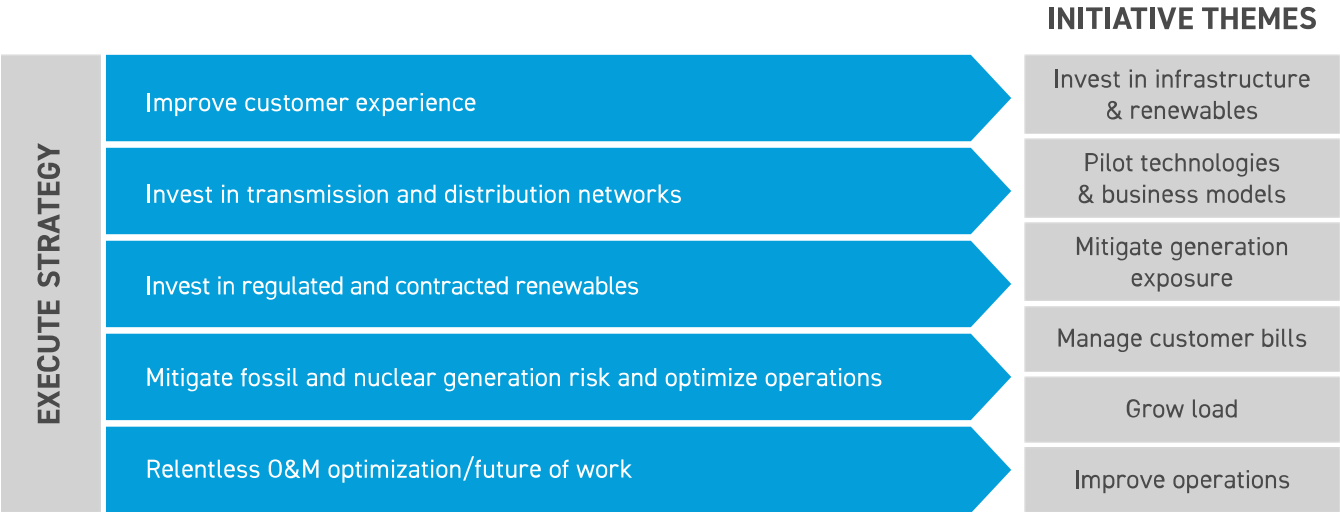 INITIATIVE THEMES
EXECUTE STRATEGY
Improve customer experience
Invest in transmission and distribution networks
Invest in regulated and contracted renewables
Mitigate fossil and nuclear generation risk and optimize operations
Relentless O&M optimization/future of work
Invest in infrastructure
& renewables
Pilot technologies
& business models
Mitigate generation
exposure
Manage customer bills
Grow load
Improve operations